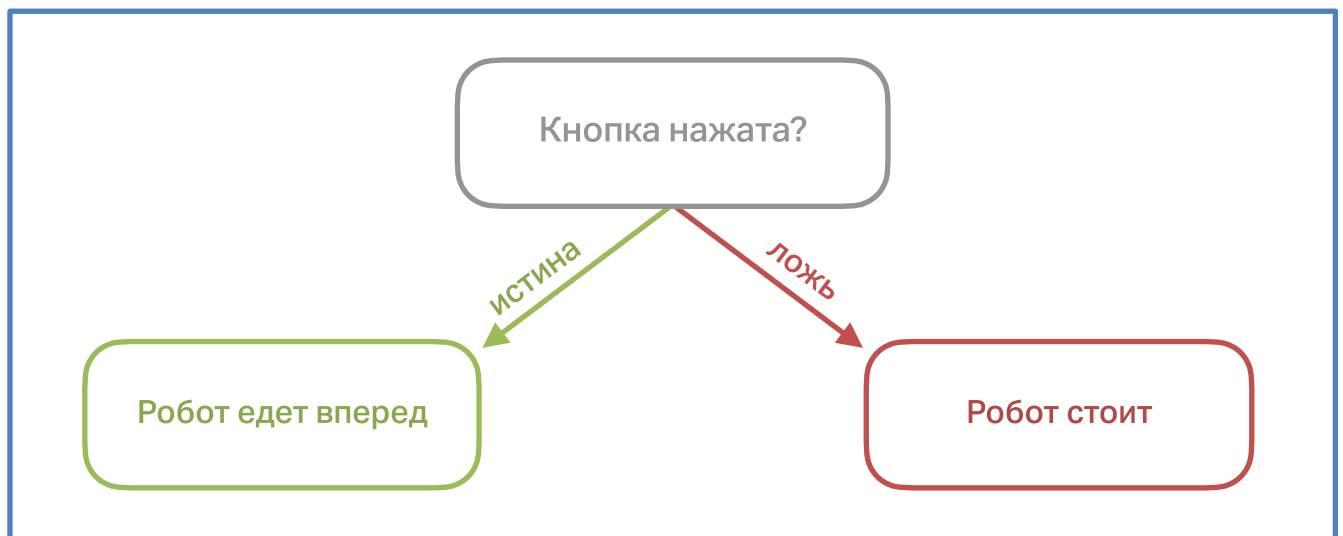 Кнопка нажата?
истина
ложь
Робот едет вперед
Робот стоит